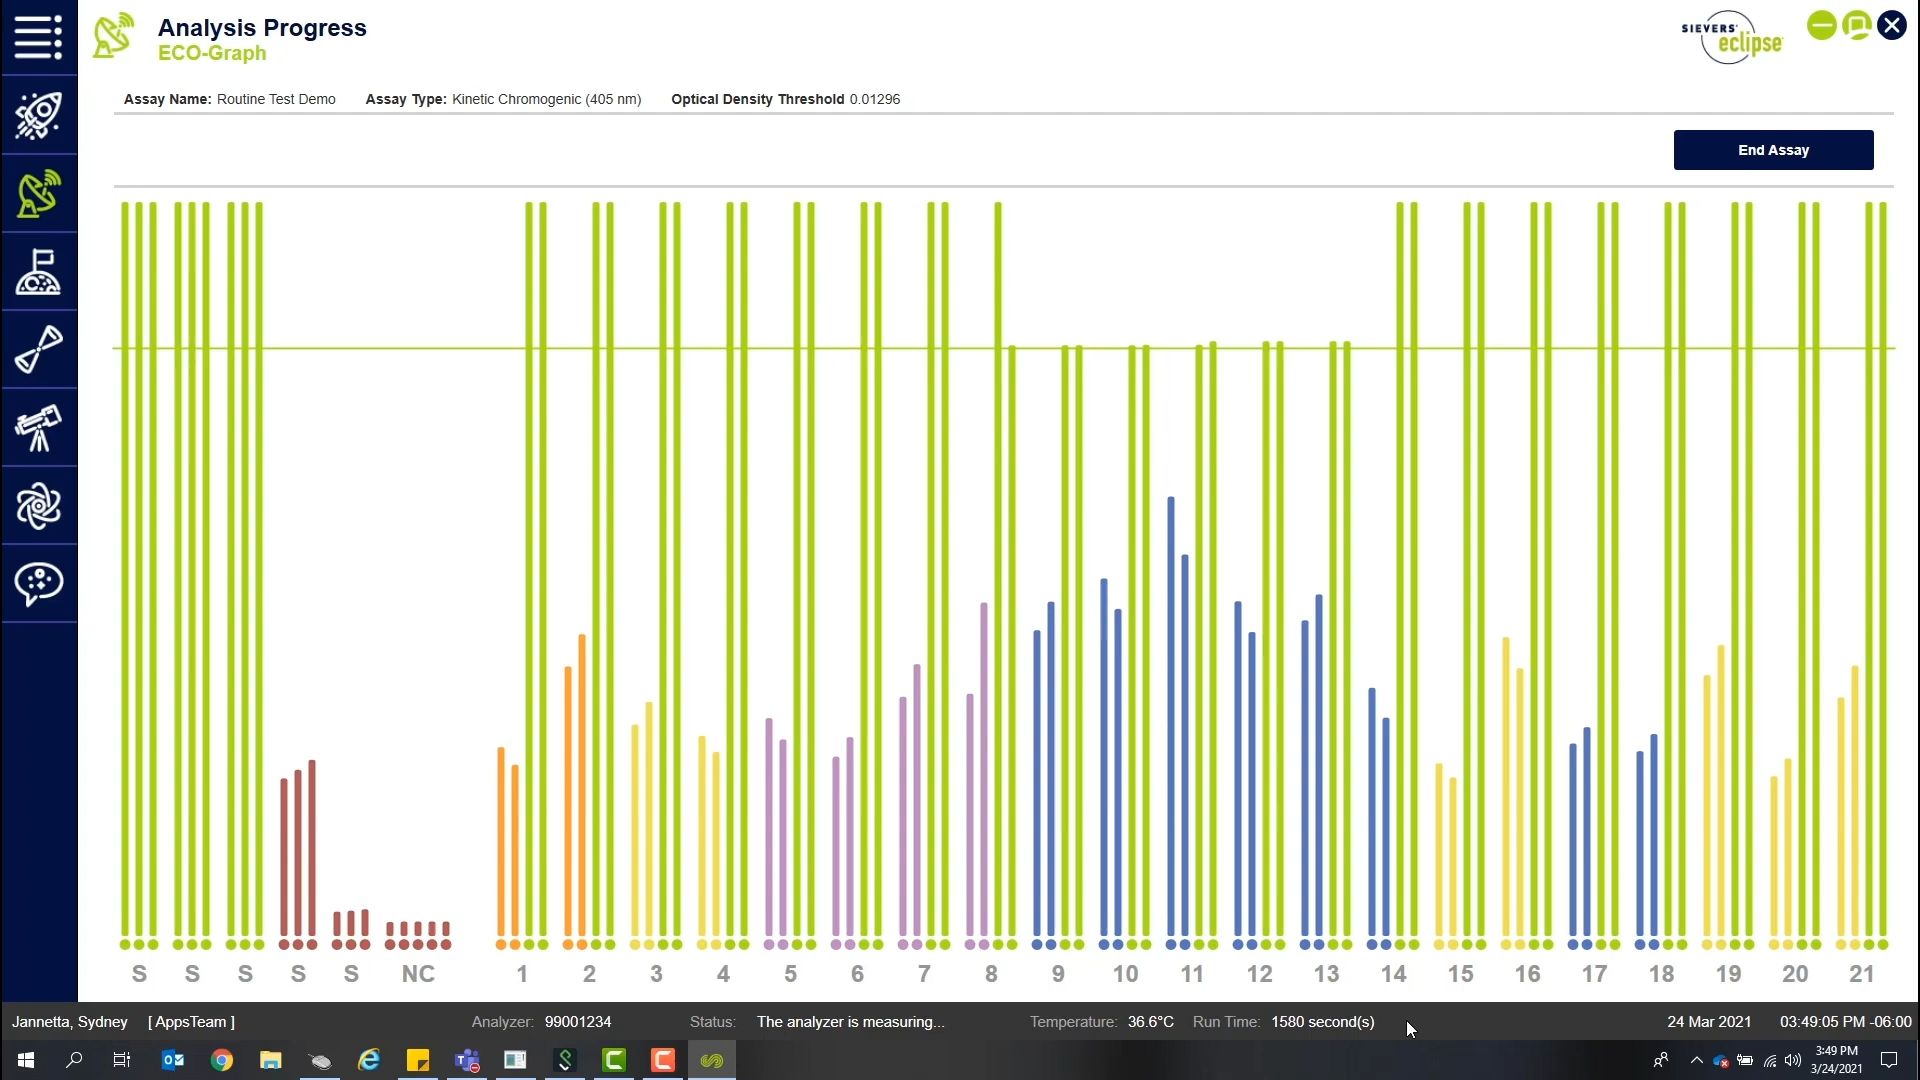 Analysis Progress
ECO-Graph
SIEVERS
eclipse
Assay Name: Routine Test Demo Assay Type: Kinetic Chromogenic (405 nm) Optical Density Threshold 0.01296
End Assay
S S S S S NC 1 2 3 4 5 6 7 8 9 10 11 12 13 14 15 16 17 18 19 20 21
Jannetta, Sydney [ AppsTeam ] Analyzer: 99001234 Status: The analyzer is measuring... Temperature: 36.6°C Run Time: 1580 second(s) 24 Mar 2021 03:49:05 PM -06:00
3:49 PM
3/24/2021